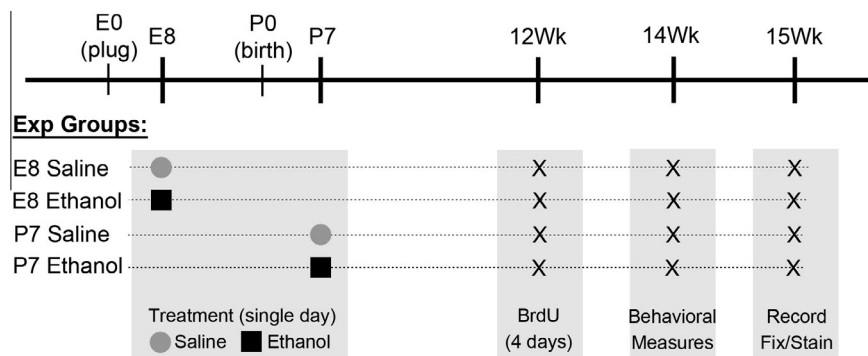 E0 E8 P0 P7 12Wk 14Wk 15Wk
(plug) (birth)
Exp Groups:
E8 Saline X X X
E8 Ethanol X X X
P7 Saline X X X
P7 Ethanol X X X
Treatment (single day) BrdU Behavioral Record
Saline Ethanol (4 days) Measures Fix/Stain